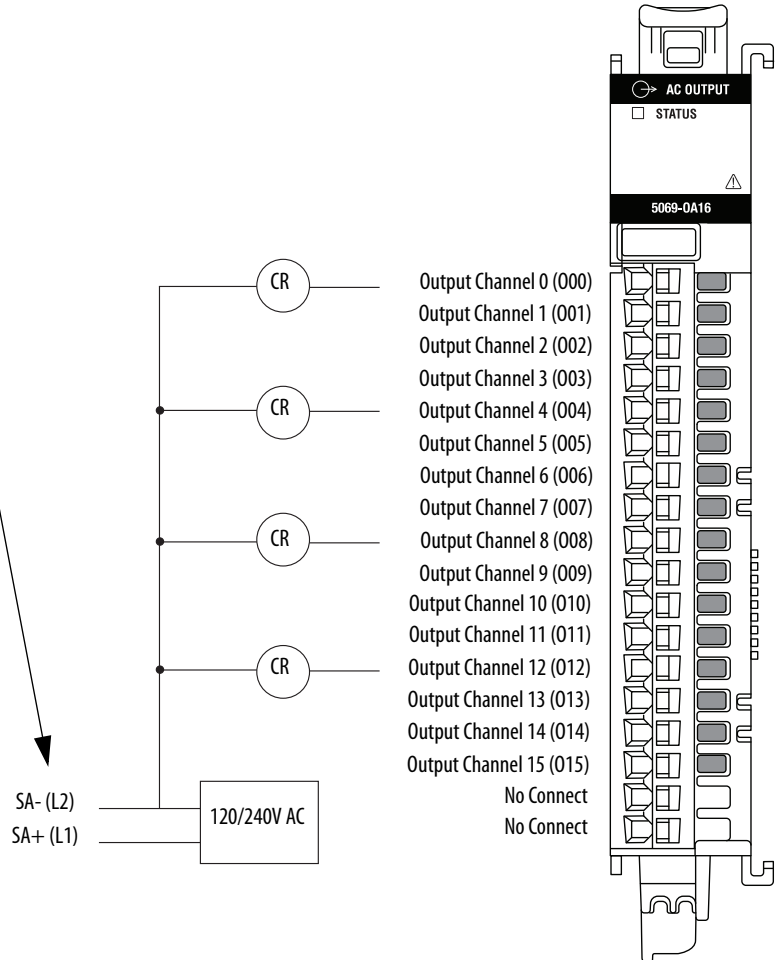 AC OUTPUT
STATUS
5069-OA16
CR
Output Channel 0 (O00)
Output Channel 1 (O01)
Output Channel 2 (O02)
Output Channel 3 (O03)
CR
Output Channel 4 (O04)
Output Channel 5 (O05)
Output Channel 6 (O06)
Output Channel 7 (O07)
CR
Output Channel 8 (O08)
Output Channel 9 (O09)
Output Channel 10 (O10)
Output Channel 11 (O11)
CR
Output Channel 12 (O12)
Output Channel 13 (O13)
Output Channel 14 (O14)
Output Channel 15 (O15)
No Connect
No Connect
SA- (L2)
SA+ (L1)
120/240V AC